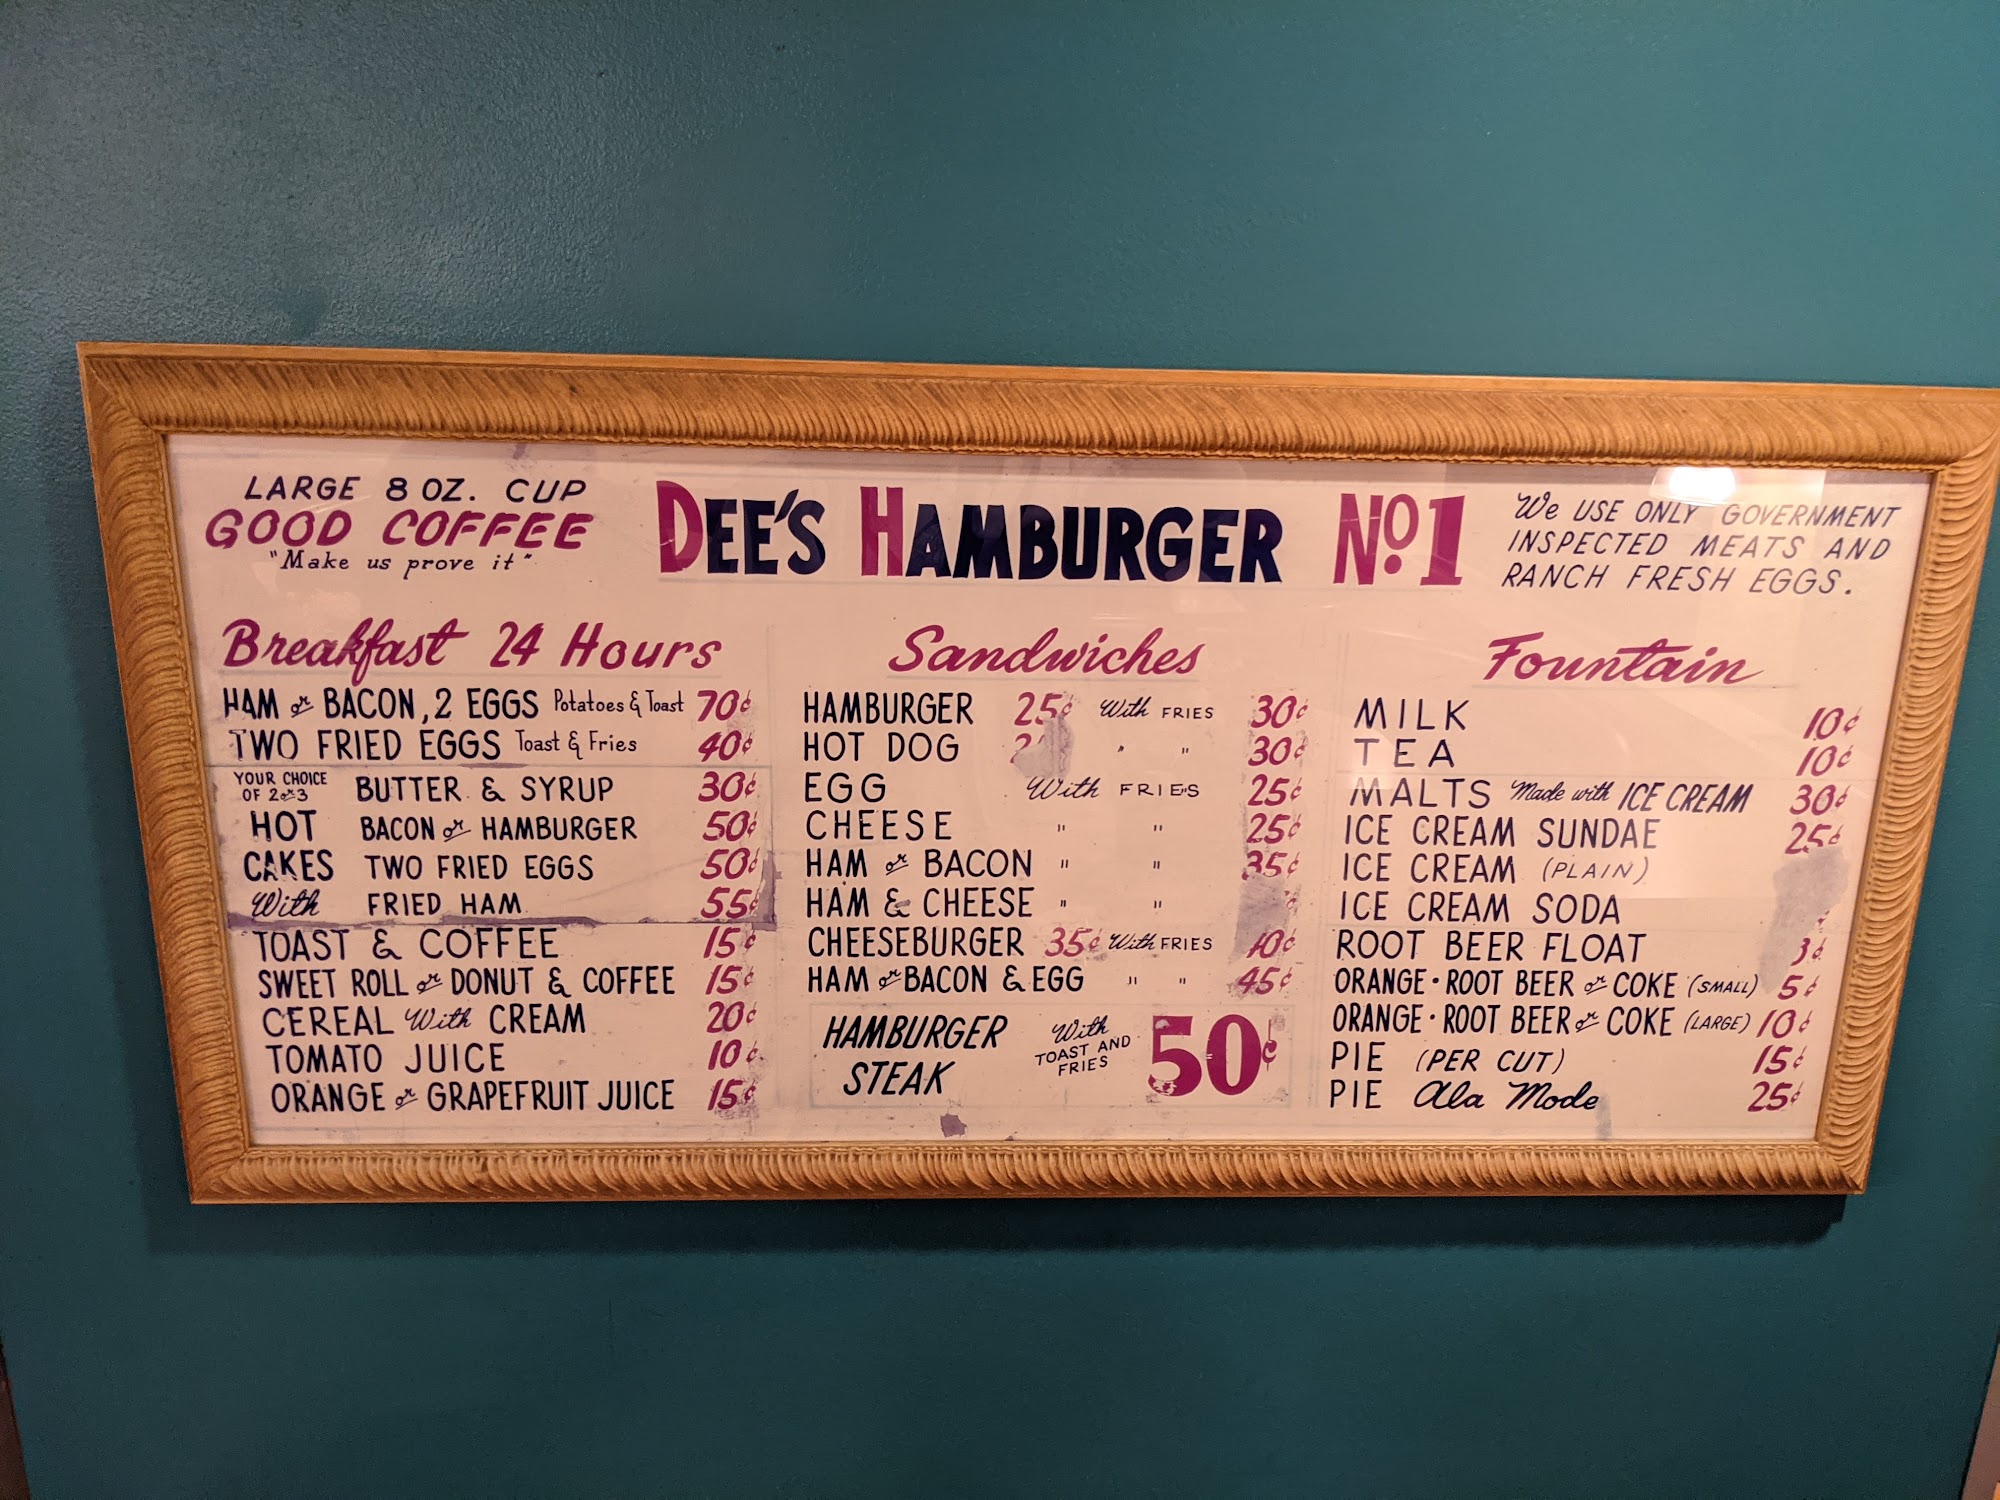 LARGE 8 OZ. CUP
GOOD COFFEE
"Make us prove it"
DEE'S HAMBURGER No. 1
We USE ONLY GOVERNMENT
INSPECTED MEATS AND
RANCH FRESH EGGS.
Breakfast 24 Hours
HAM or BACON, 2 EGGS Potatoes & Toast 70¢
TWO FRIED EGGS Toast & Fries 40¢
YOUR CHOICE
OF 2 or 3
HOT
CAKES
With
BUTTER & SYRUP 30¢
BACON or HAMBURGER 50¢
TWO FRIED EGGS 50¢
FRIED HAM 55¢
TOAST & COFFEE 15¢
SWEET ROLL or DONUT & COFFEE 15¢
CEREAL With CREAM 20¢
TOMATO JUICE 10¢
ORANGE or GRAPEFRUIT JUICE 15¢
Sandwiches
HAMBURGER 25¢ With FRIES 30¢
HOT DOG " " 30¢
EGG With FRIES 25¢
CHEESE " " 25¢
HAM or BACON " " 35¢
HAM & CHEESE " " ¢
CHEESEBURGER 35¢ With FRIES 40¢
HAM or BACON & EGG " " 45¢
HAMBURGER
STEAK
With
TOAST AND
FRIES
50¢
Fountain
MILK 10¢
TEA 10¢
MALTS Made with ICE CREAM 30¢
ICE CREAM SUNDAE 25¢
ICE CREAM (PLAIN)
ICE CREAM SODA
ROOT BEER FLOAT
ORANGE · ROOT BEER or COKE (SMALL) 5¢
ORANGE · ROOT BEER or COKE (LARGE) 10¢
PIE (PER CUT) 15¢
PIE Ala Mode 25¢